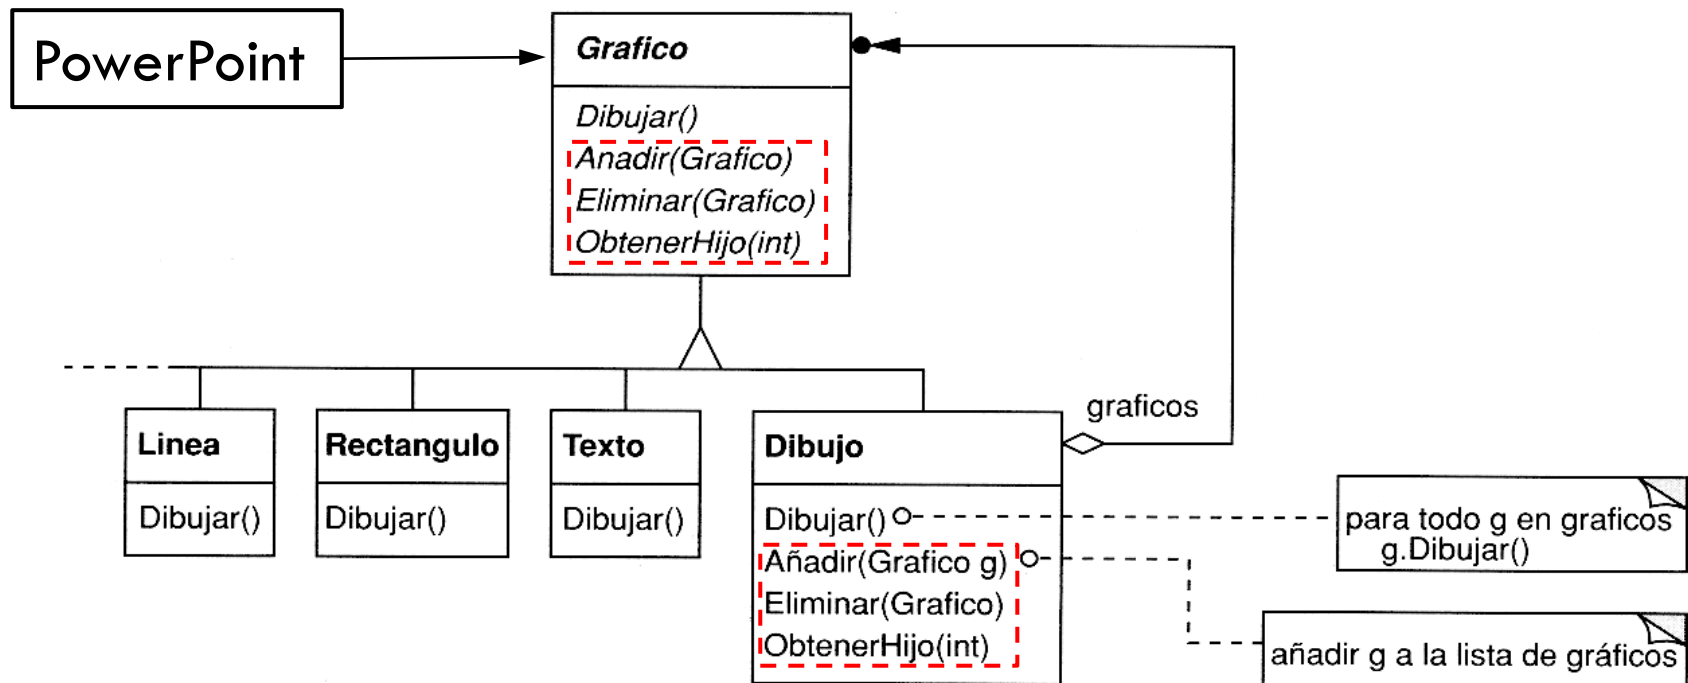 PowerPoint
Grafico
Dibujar()
Anadir(Grafico)
Eliminar(Grafico)
ObtenerHijo(int)
graficos
Linea
Dibujar()
Rectangulo
Dibujar()
Texto
Dibujar()
Dibujo
Dibujar()
Añadir(Grafico g)
Eliminar(Grafico)
ObtenerHijo(int)
para todo g en graficos
g.Dibujar()
añadir g a la lista de gráficos